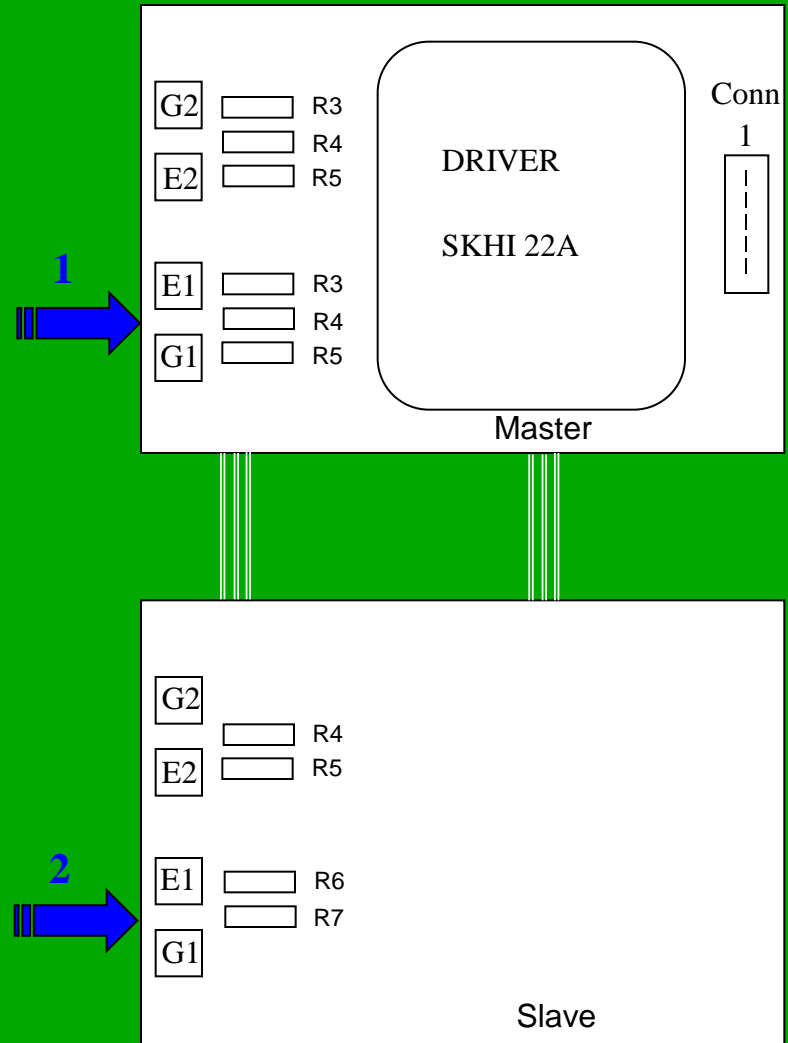 G2
R3
R4
E2
R5
DRIVER
SKHI 22A
Conn
1
1
E1
R3
R4
G1
R5
Master
G2
R4
E2
R5
2
E1
R6
R7
G1
Slave